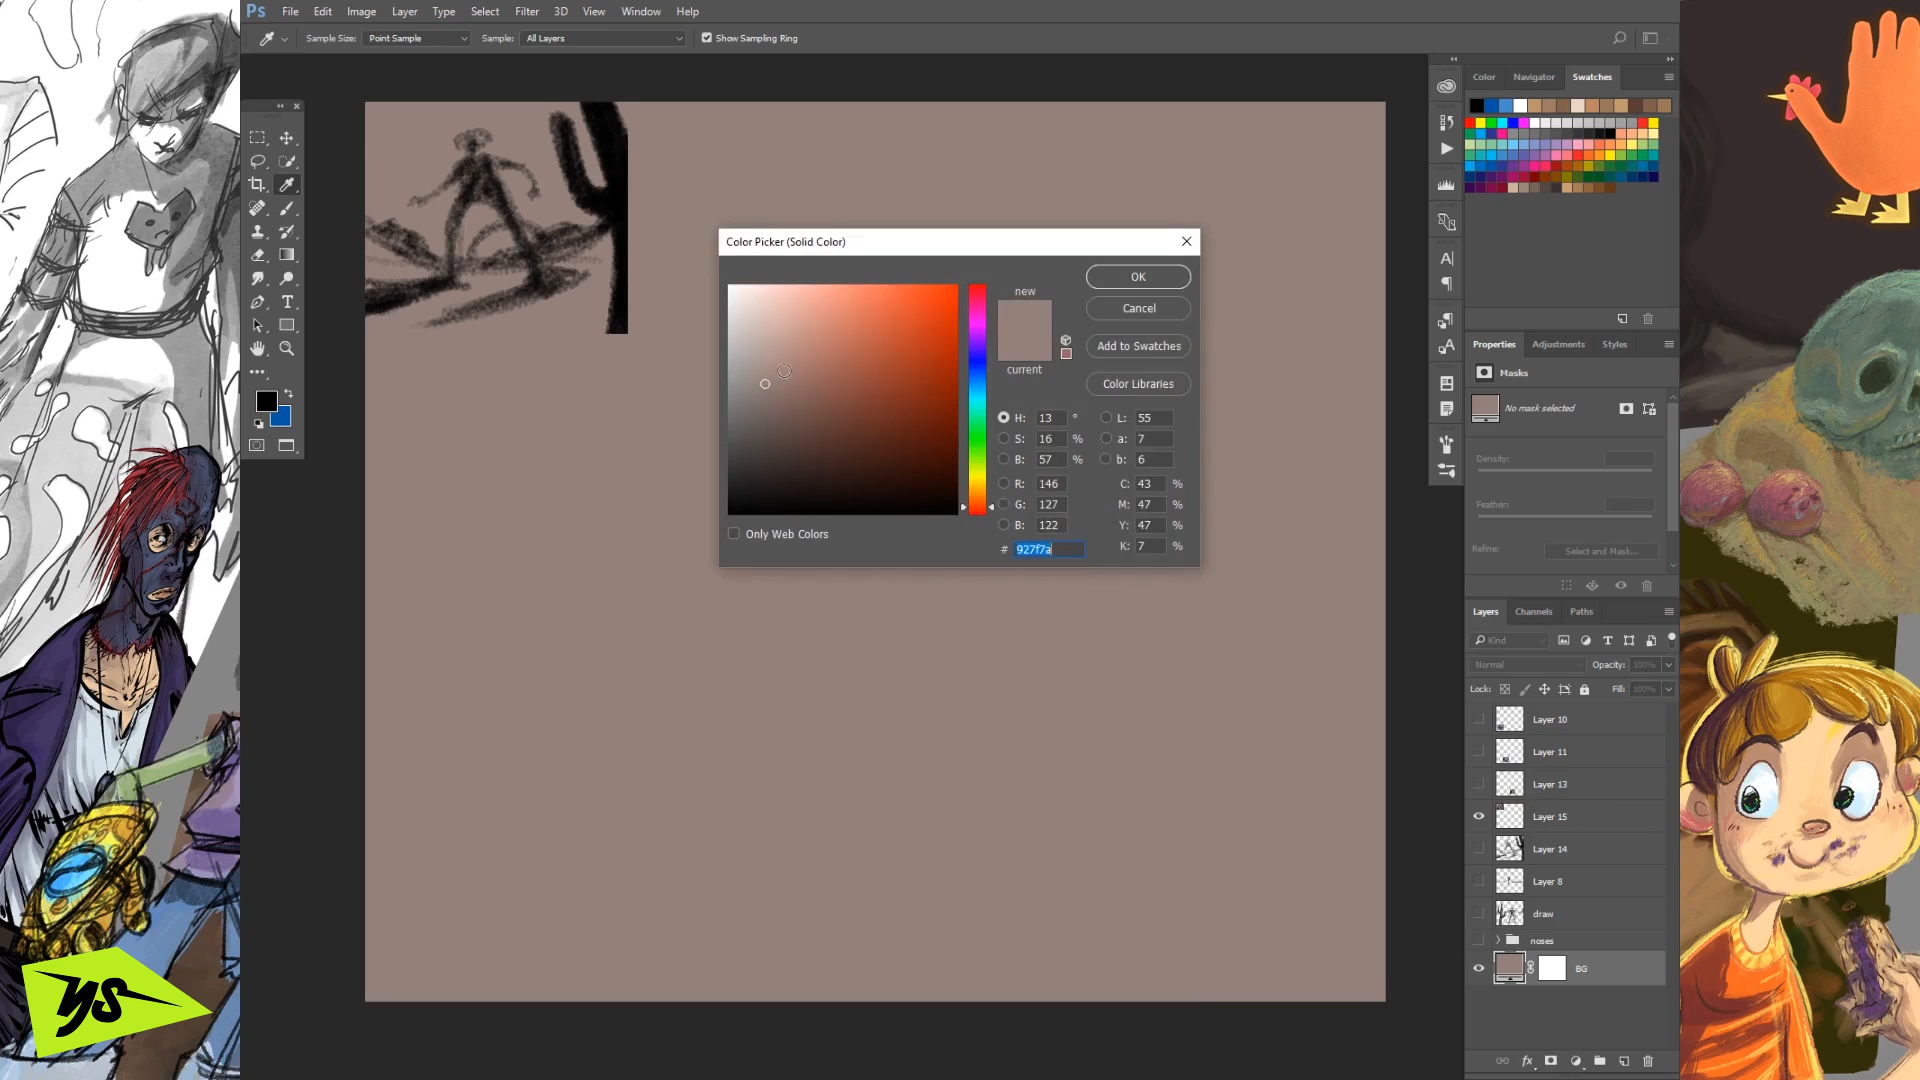 Ps File Edit Image Layer Type Select Filter 3D View Window Help
Sample Size: Point Sample Sample: All Layers Show Sampling Ring
Color Navigator Swatches
Color Picker (Solid Color)
new
current
OK
Cancel
Add to Swatches
Color Libraries
H: 13 ° L: 55
S: 16 % a: 7
B: 57 % b: 6
R: 146 C: 43 %
G: 127 M: 47 %
B: 122 Y: 47 %
# 927f7a K: 7 %
Only Web Colors
Properties Adjustments Styles
Masks
No mask selected
Density:
Feather:
Refine: Select and Mask...
Layers Channels Paths
Kind
Normal Opacity: 100%
Lock: Fill: 100%
Layer 10
Layer 11
Layer 13
Layer 15
Layer 14
Layer 8
draw
noses
BG
fx
YS